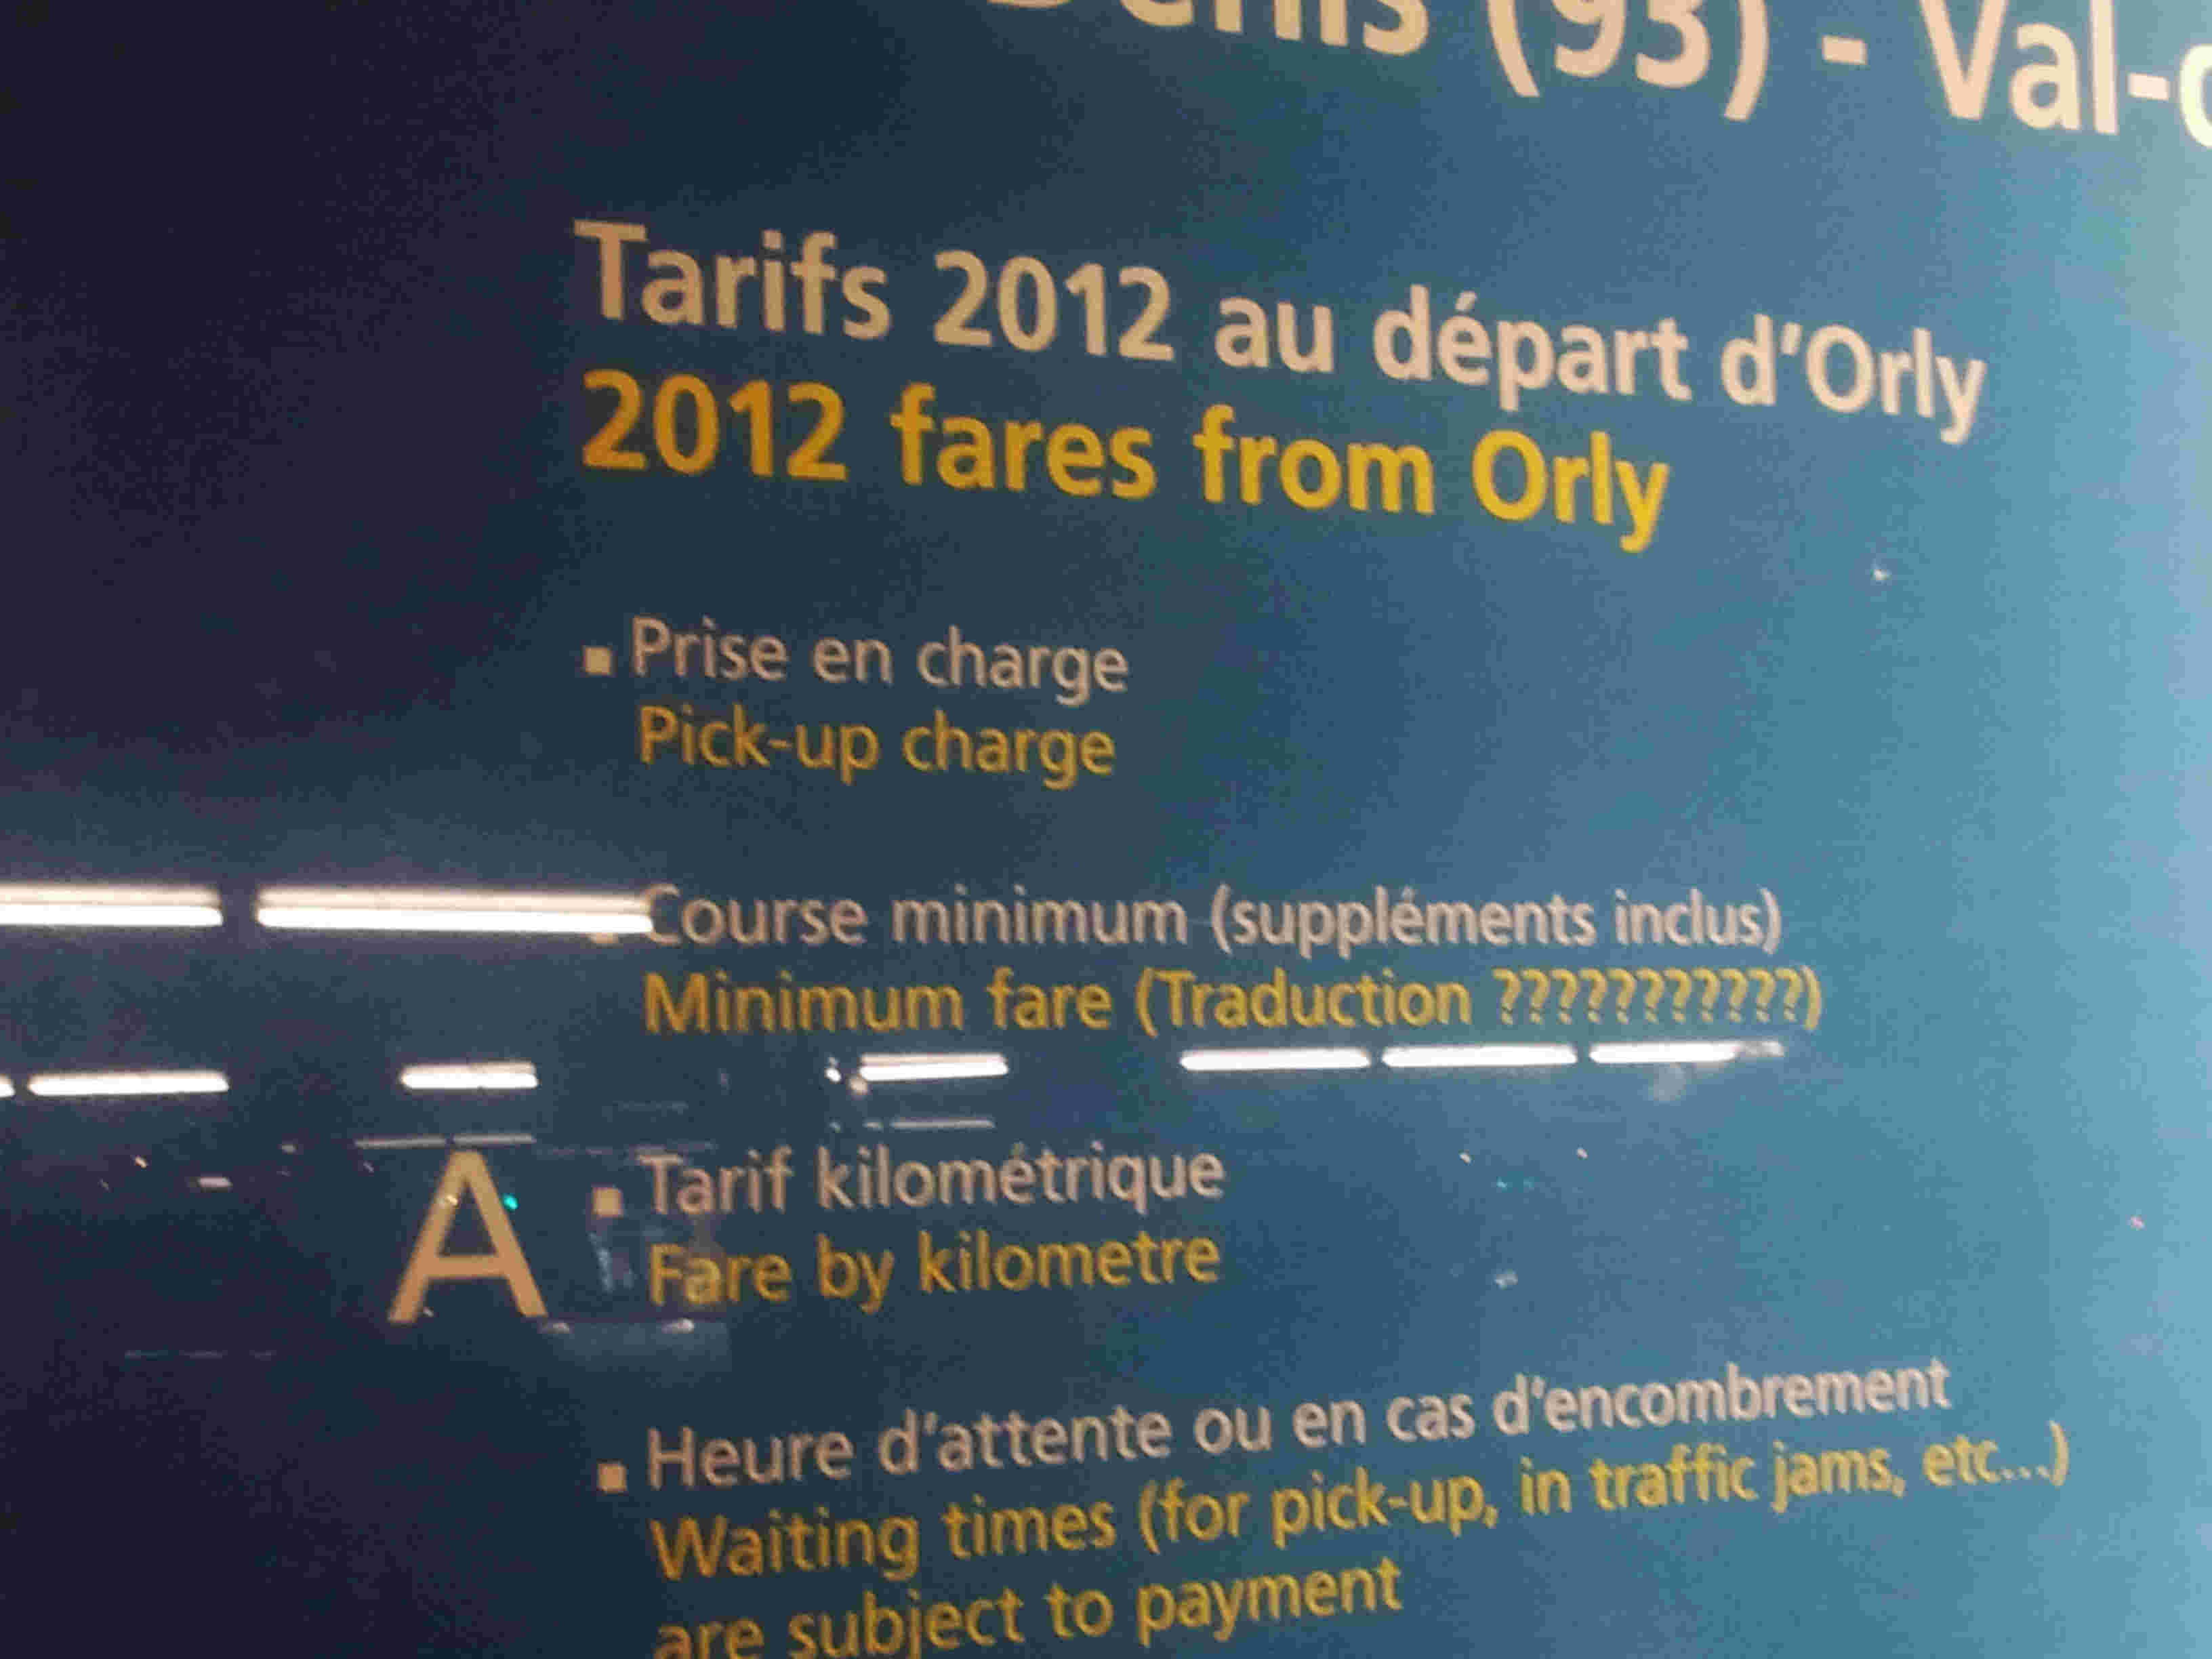 (93) - Val-
Tarifs 2012 au départ d'Orly
2012 fares from Orly
▪ Prise en charge
Pick-up charge
Course minimum (suppléments inclus)
Minimum fare (Traduction ???????????)
A
▪ Tarif kilométrique
Fare by kilometre
▪ Heure d'attente ou en cas d'encombrement
Waiting times (for pick-up, in traffic jams, etc...)
are subject to payment